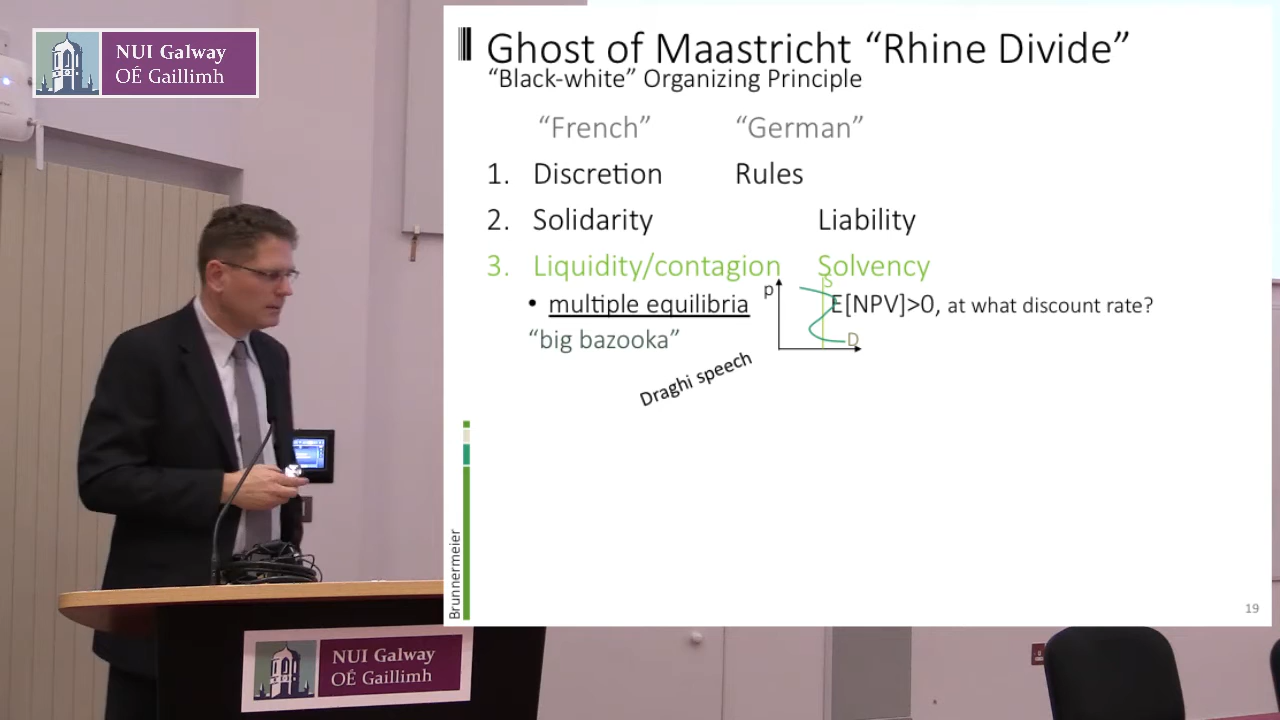 NUI Galway
OÉ Gaillimh
Ghost of Maastricht “Rhine Divide”
“Black-white” Organizing Principle
“French” “German”
1. Discretion Rules
2. Solidarity Liability
3. Liquidity/contagion Solvency
• multiple equilibria p S E[NPV]>0, at what discount rate?
“big bazooka” D
Draghi speech
Brunnermeier
19
NUI Galway
OÉ Gaillimh